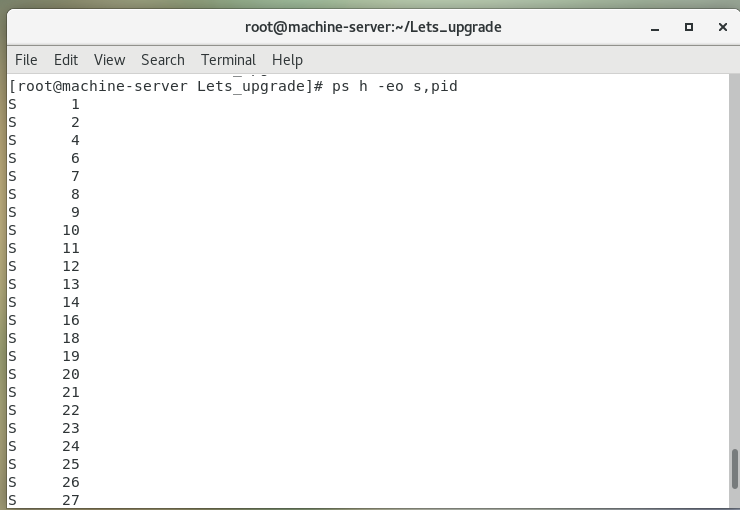 root@machine-server:~/Lets_upgrade
File Edit View Search Terminal Help
[root@machine-server Lets_upgrade]# ps h -eo s,pid
S 1
S 2
S 4
S 6
S 7
S 8
S 9
S 10
S 11
S 12
S 13
S 14
S 16
S 18
S 19
S 20
S 21
S 22
S 23
S 24
S 25
S 26
S 27